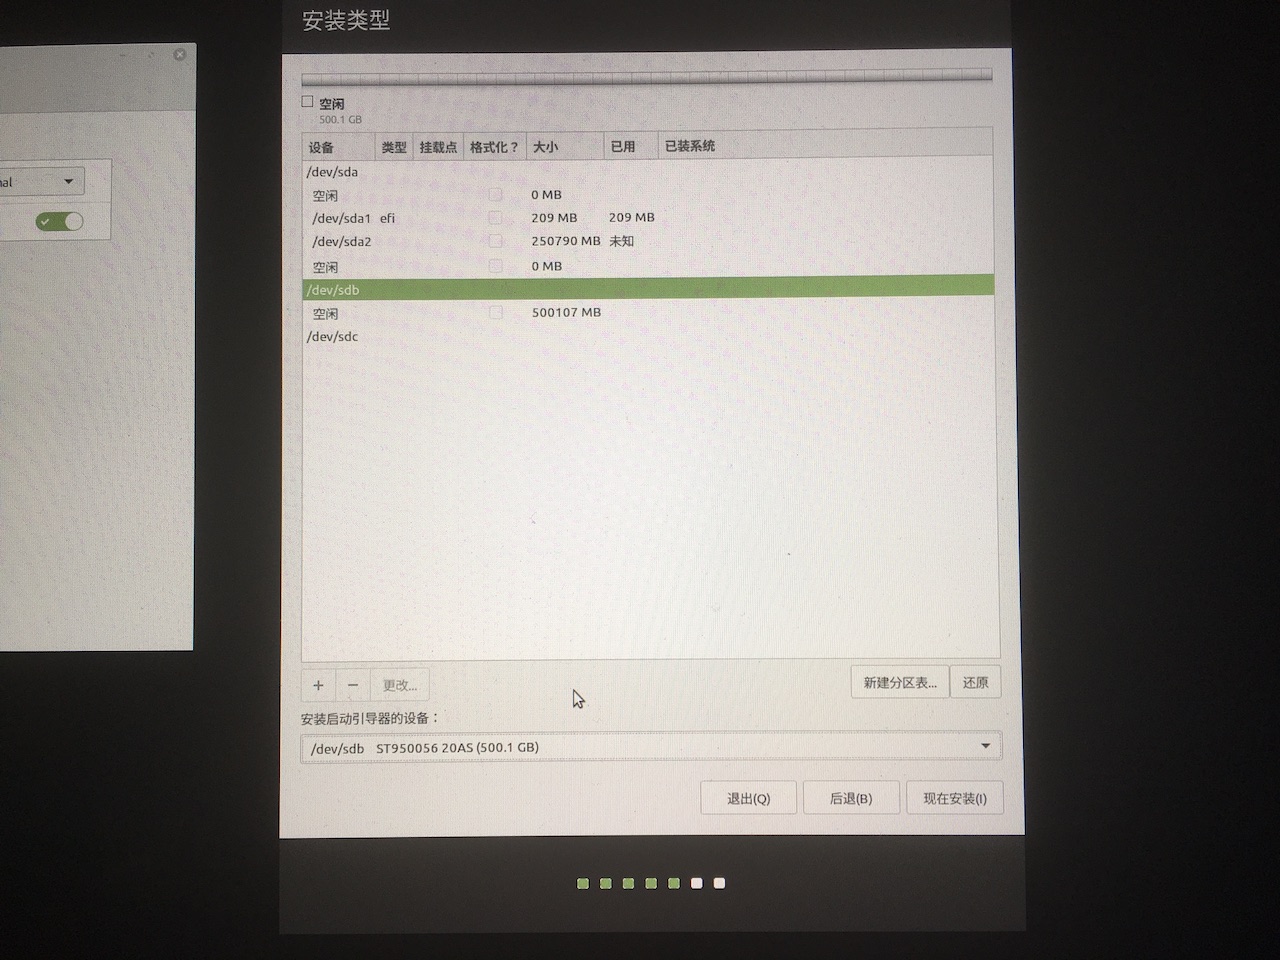 安装类型
空闲
500.1 GB
设备 类型 挂载点 格式化？ 大小 已用 已装系统
/dev/sda
空闲 0 MB
/dev/sda1 efi 209 MB 209 MB
/dev/sda2 250790 MB 未知
空闲 0 MB
/dev/sdb
空闲 500107 MB
/dev/sdc
+ − 更改... 新建分区表... 还原
安装启动引导器的设备：
/dev/sdb ST950056 20AS (500.1 GB)
退出(Q) 后退(B) 现在安装(I)